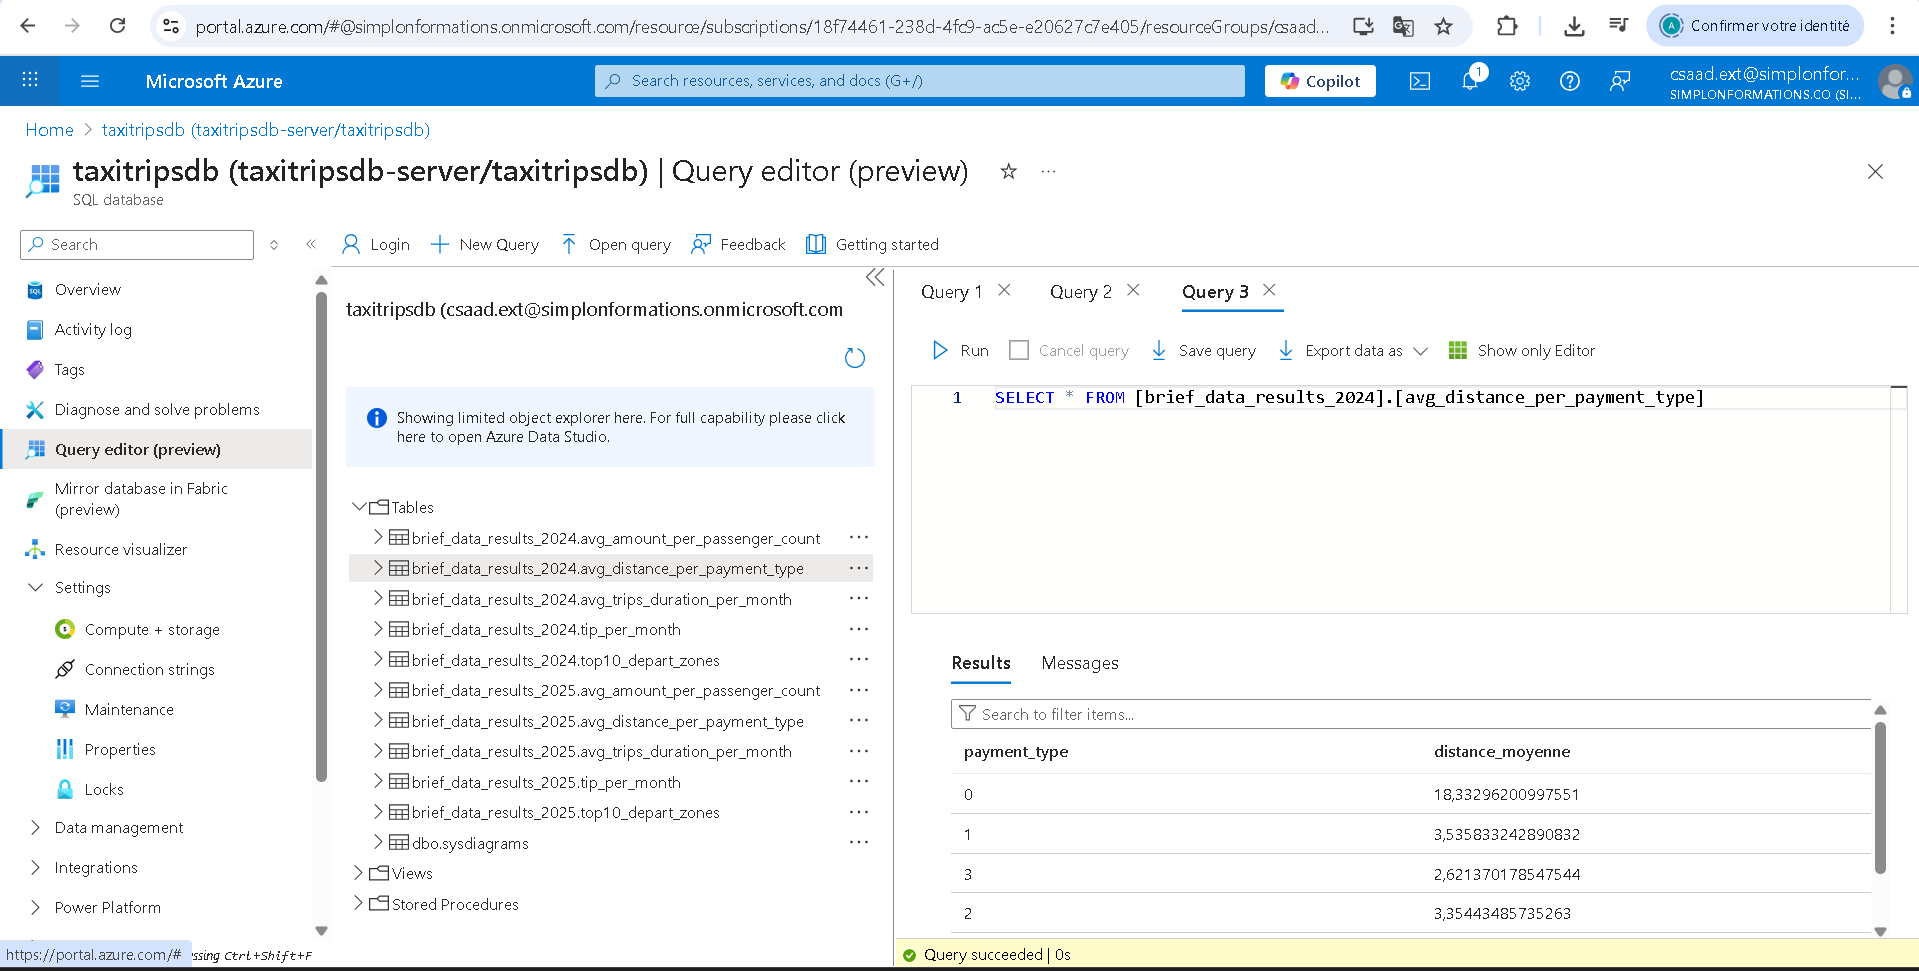 portal.azure.com/#@simplonformations.onmicrosoft.com/resource/subscriptions/18f74461-238d-4fc9-ac5e-e20627c7e405/resourceGroups/csaad...
A Confirmer votre identité
Microsoft Azure
Search resources, services, and docs (G+/)
Copilot
1
csaad.ext@simplonfor...
SIMPLONFORMATIONS.CO (SI...
Home > taxitripsdb (taxitripsdb-server/taxitripsdb)
taxitripsdb (taxitripsdb-server/taxitripsdb) | Query editor (preview)
SQL database
Search
Login
New Query
Open query
Feedback
Getting started
Overview
Activity log
Tags
Diagnose and solve problems
Query editor (preview)
Mirror database in Fabric
(preview)
Resource visualizer
Settings
Compute + storage
Connection strings
Maintenance
Properties
Locks
Data management
Integrations
Power Platform
https://portal.azure.com/#
ssing Ctrl+Shift+F
taxitripsdb (csaad.ext@simplonformations.onmicrosoft.com
Showing limited object explorer here. For full capability please click
here to open Azure Data Studio.
Tables
brief_data_results_2024.avg_amount_per_passenger_count
brief_data_results_2024.avg_distance_per_payment_type
brief_data_results_2024.avg_trips_duration_per_month
brief_data_results_2024.tip_per_month
brief_data_results_2024.top10_depart_zones
brief_data_results_2025.avg_amount_per_passenger_count
brief_data_results_2025.avg_distance_per_payment_type
brief_data_results_2025.avg_trips_duration_per_month
brief_data_results_2025.tip_per_month
brief_data_results_2025.top10_depart_zones
dbo.sysdiagrams
Views
Stored Procedures
Query 1
Query 2
Query 3
Run
Cancel query
Save query
Export data as
Show only Editor
1 SELECT * FROM [brief_data_results_2024].[avg_distance_per_payment_type]
Results
Messages
Search to filter items...
payment_type distance_moyenne
0 18,33296200997551
1 3,535833242890832
3 2,621370178547544
2 3,35443485735263
Query succeeded | 0s